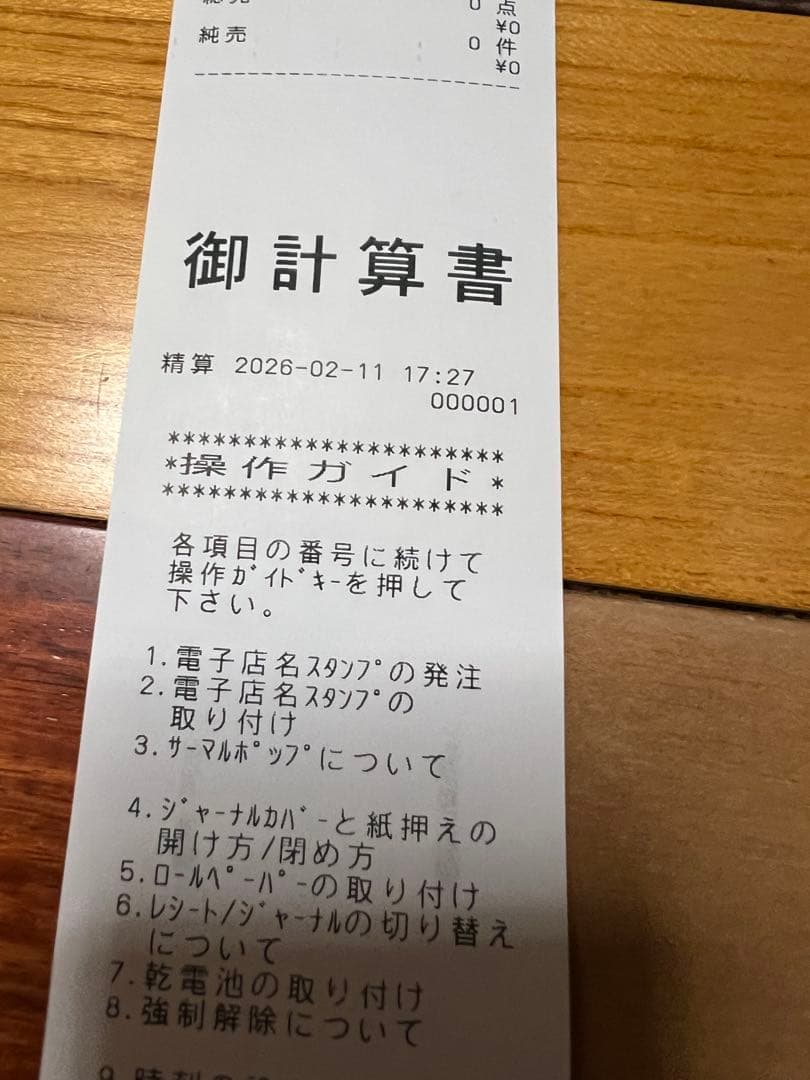 0 点
¥0
純売
0 件
¥0
御計算書
精算 2026-02-11 17:27
000001
**********************
*操作ガイド*
**********************
各項目の番号に続けて
操作ｶﾞｲﾄﾞｷｰを押して
下さい。
1.電子店名ｽﾀﾝﾌﾟの発注
2.電子店名ｽﾀﾝﾌﾟの
取り付け
3.ｻｰﾏﾙﾎﾟｯﾌﾟについて
4.ｼﾞｬｰﾅﾙｶﾊﾞｰと紙押えの
開け方/閉め方
5.ﾛｰﾙﾍﾟｰﾊﾟｰの取り付け
6.ﾚｼｰﾄ/ｼﾞｬｰﾅﾙの切り替え
について
7.乾電池の取り付け
8.強制解除について